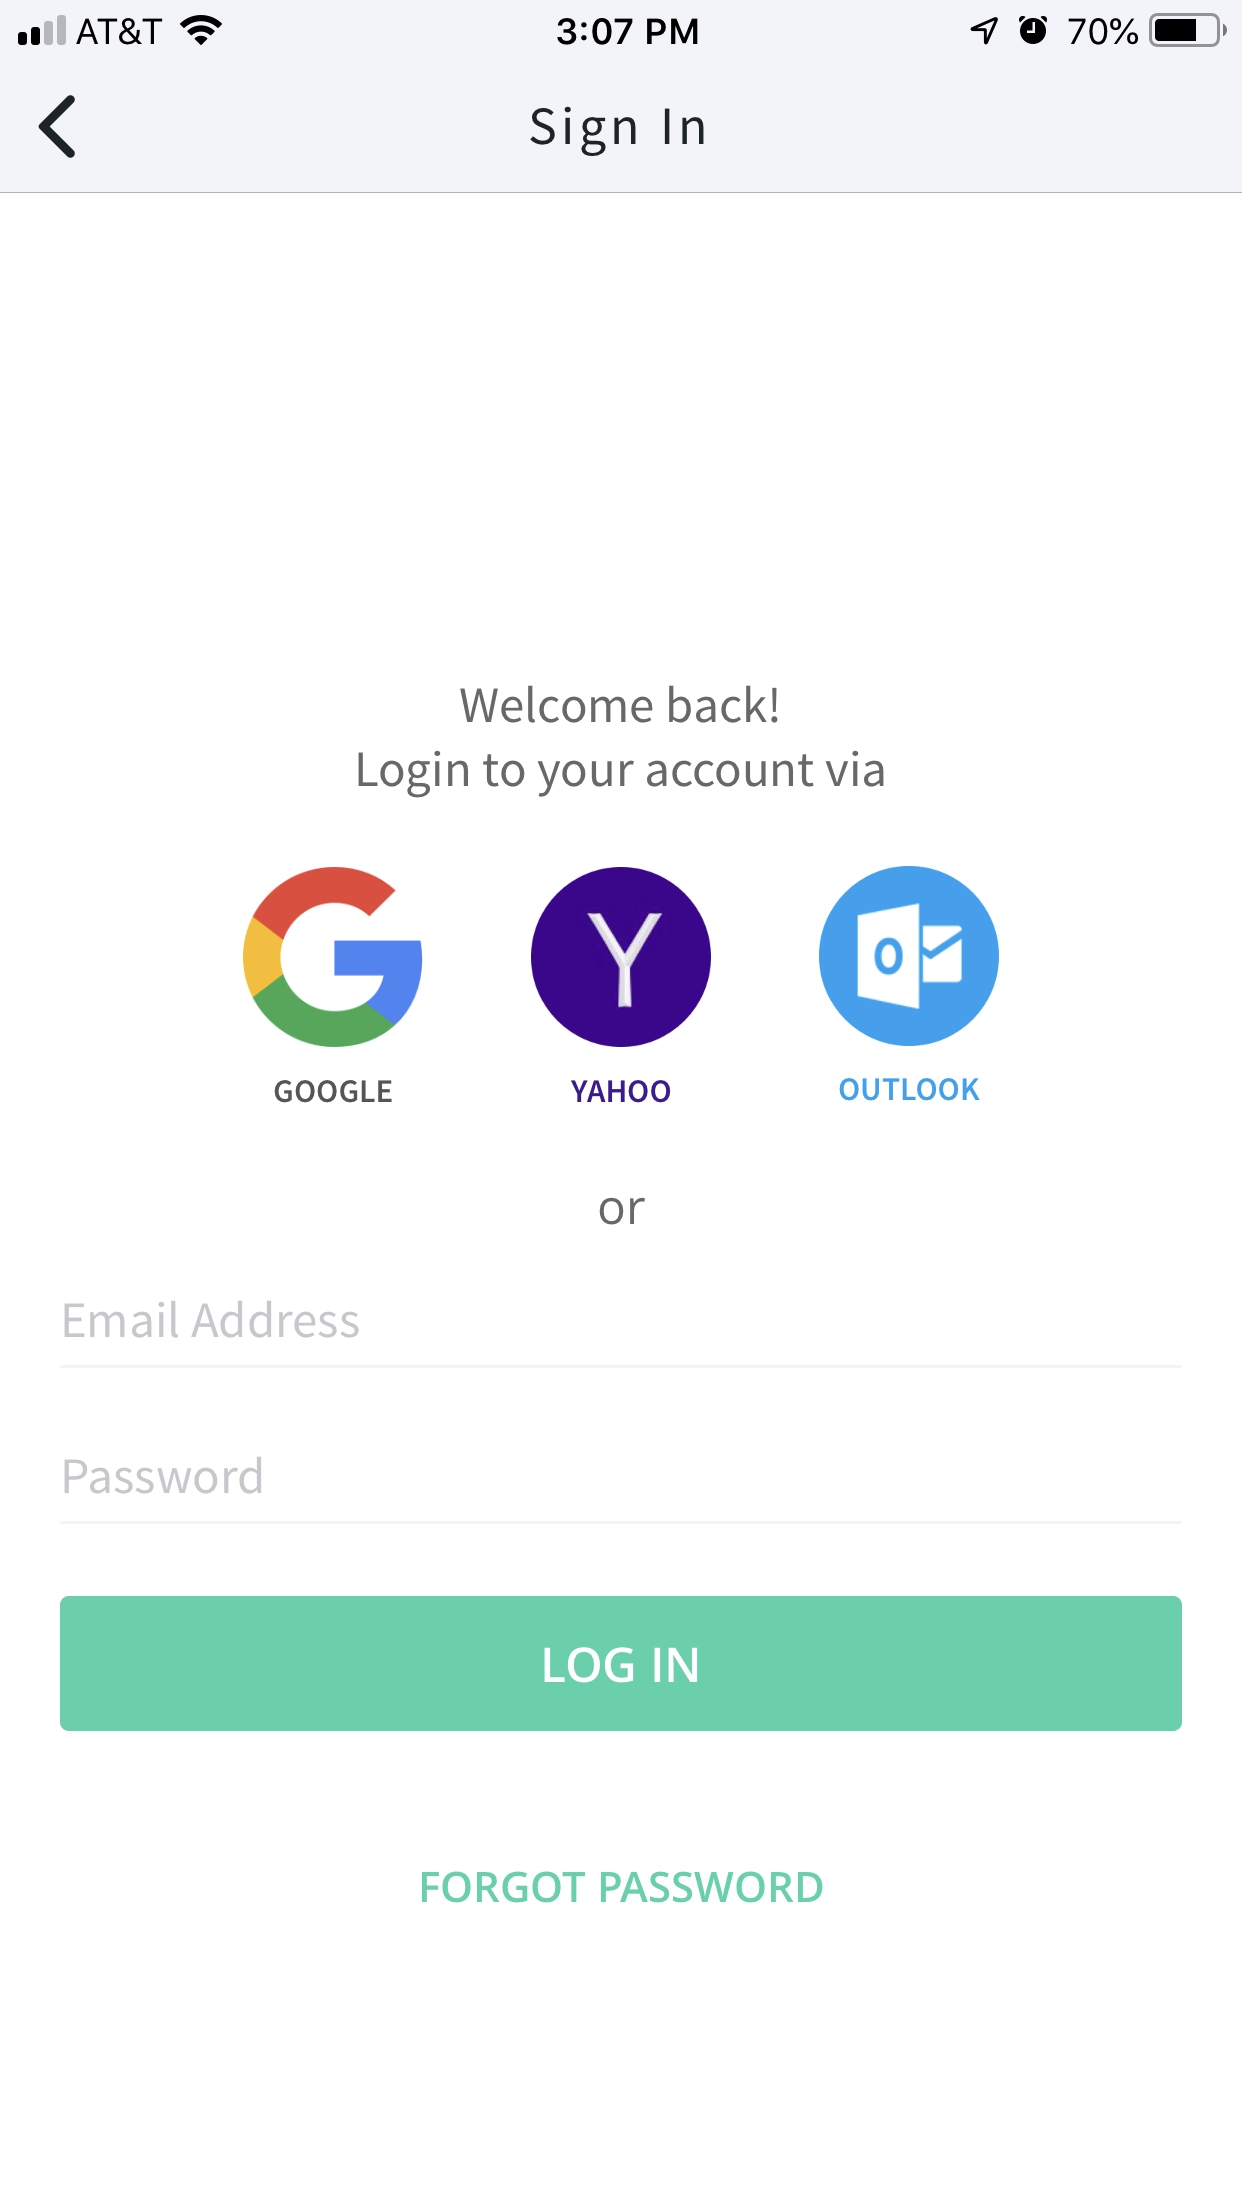 AT&T 3:07 PM 70%
Sign In
Welcome back!
Login to your account via
GOOGLE YAHOO OUTLOOK
or
Email Address
Password
LOG IN
FORGOT PASSWORD